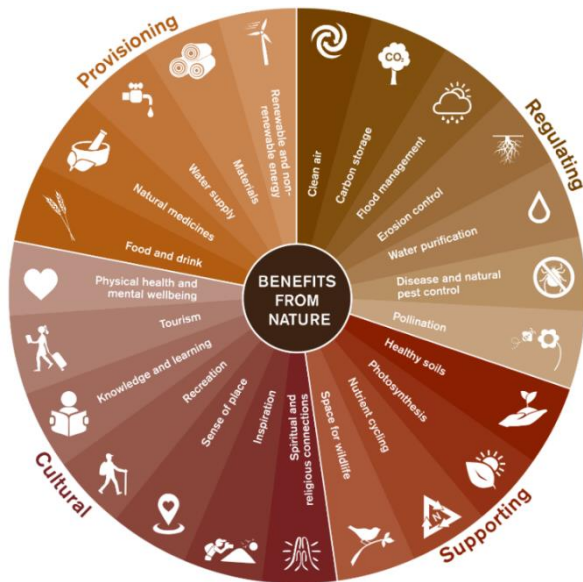 Provisioning
Renewable and non-
renewable energy
Materials
Water supply
Natural medicines
Food and drink
Regulating
Clean air
Carbon storage
CO₂
Flood management
Erosion control
Water purification
Disease and natural
pest control
Pollination
BENEFITS
FROM
NATURE
Supporting
Healthy soils
Photosynthesis
Nutrient cycling
N
Space for wildlife
Cultural
Spiritual and
religious connections
Inspiration
Sense of place
Recreation
Knowledge and learning
Tourism
Physical health and
mental wellbeing